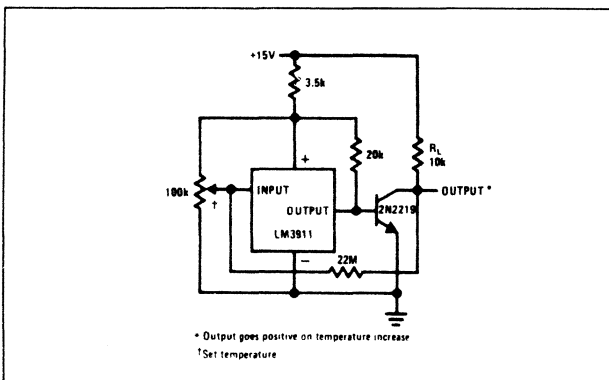 +15V
3.5k
20k
R_L
10k
100k
†
+
INPUT
OUTPUT
OUTPUT *
2N2219
LM3911
22M
−
* Output goes positive on temperature increase
†Set temperature